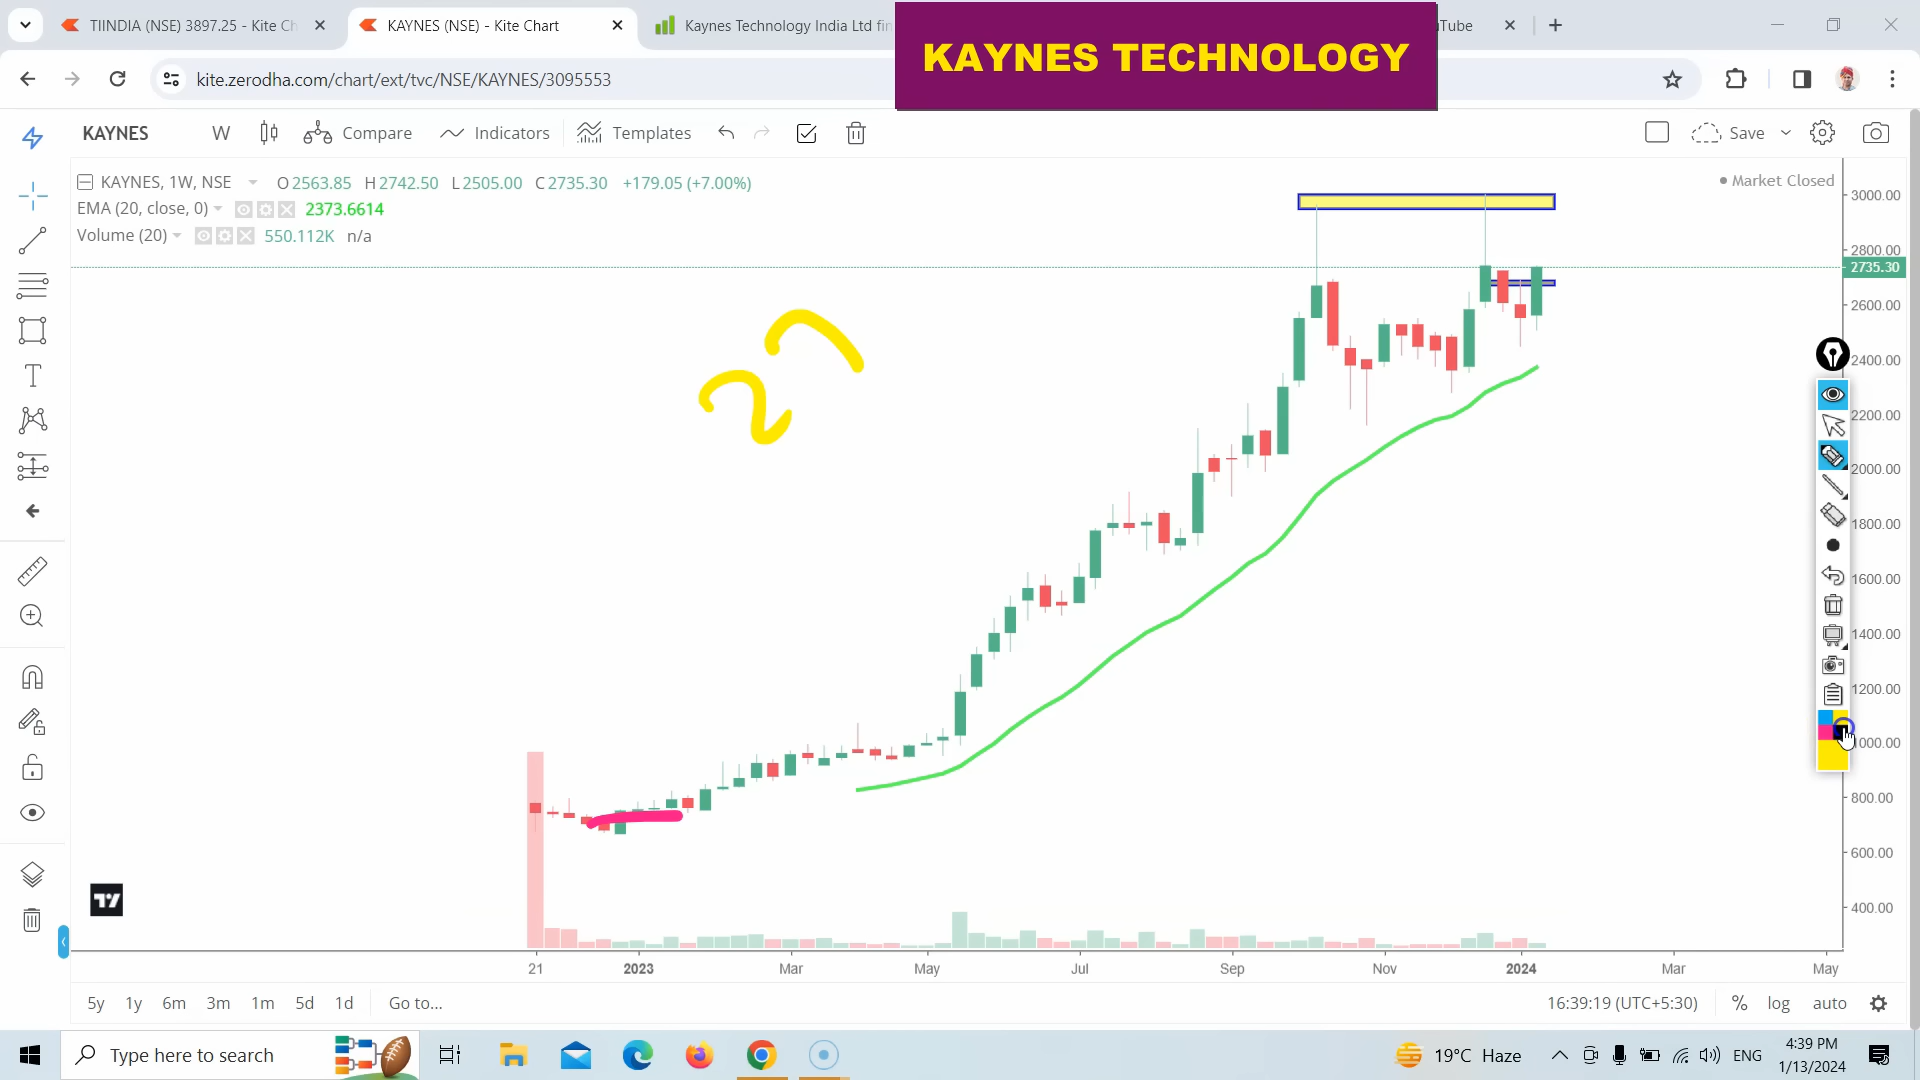 TIINDIA (NSE) 3897.25 - Kite Ch
KAYNES (NSE) - Kite Chart
Kaynes Technology India Ltd fin
Tube
KAYNES TECHNOLOGY
kite.zerodha.com/chart/ext/tvc/NSE/KAYNES/3095553
KAYNES W Compare Indicators Templates Save
KAYNES, 1W, NSE O2563.85 H2742.50 L2505.00 C2735.30 +179.05 (+7.00%)
Market Closed
EMA (20, close, 0) 2373.6614
Volume (20) 550.112K n/a
3000.00
2800.00
2735.30
2600.00
2400.00
2200.00
2000.00
1800.00
1600.00
1400.00
1200.00
1000.00
800.00
600.00
400.00
21 2023 Mar May Jul Sep Nov 2024 Mar May
5y 1y 6m 3m 1m 5d 1d Go to... 16:39:19 (UTC+5:30) % log auto
Type here to search
19°C Haze
ENG
4:39 PM
1/13/2024